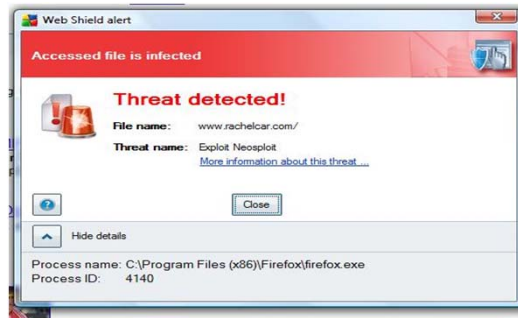 Web Shield alert
Accessed file is infected
Threat detected!
File name: www.rachelcar.com/
Threat name: Exploit Neosploit
More information about this threat ...
Close
Hide details
Process name: C:\Program Files (x86)\Firefox\firefox.exe
Process ID: 4140